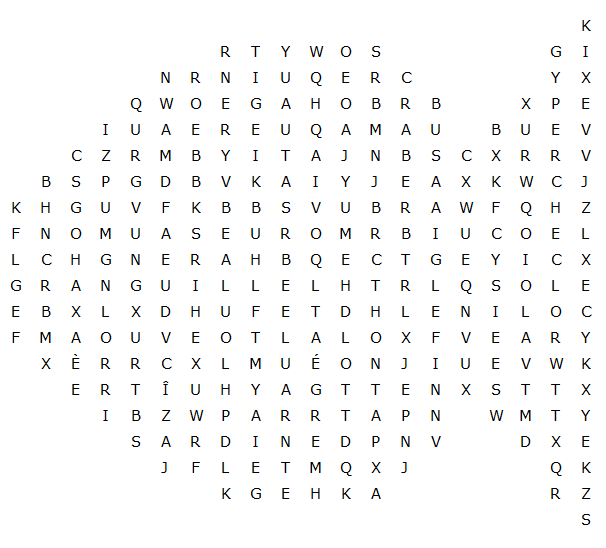 K
R T Y W O S G I
N R N I U Q E R C Y X
Q W O E G A H O B R B X P E
I U A E R E U Q A M A U B U E V
C Z R M B Y I T A J N B S C X R R V
B S P G D B V K A I Y J E A X K W C J
K H G U V F K B B S V U B R A W F Q H Z
F N O M U A S E U R O M R B I U C O E L
L C H G N E R A H B Q E C T G E Y I C X
G R A N G U I L L E L H T R L Q S O L E
E B X L X D H U F E T D H L E N I L O C
F M A O U V E O T L A L O X F V E A R Y
X È R R C X L M U É O N J I U E V W K
E R T Î U H Y A G T T E N X S T T X
I B Z W P A R R T A P N W M T Y
S A R D I N E D P N V D X E
J F L E T M Q X J Q K
K G E H K A R Z
S